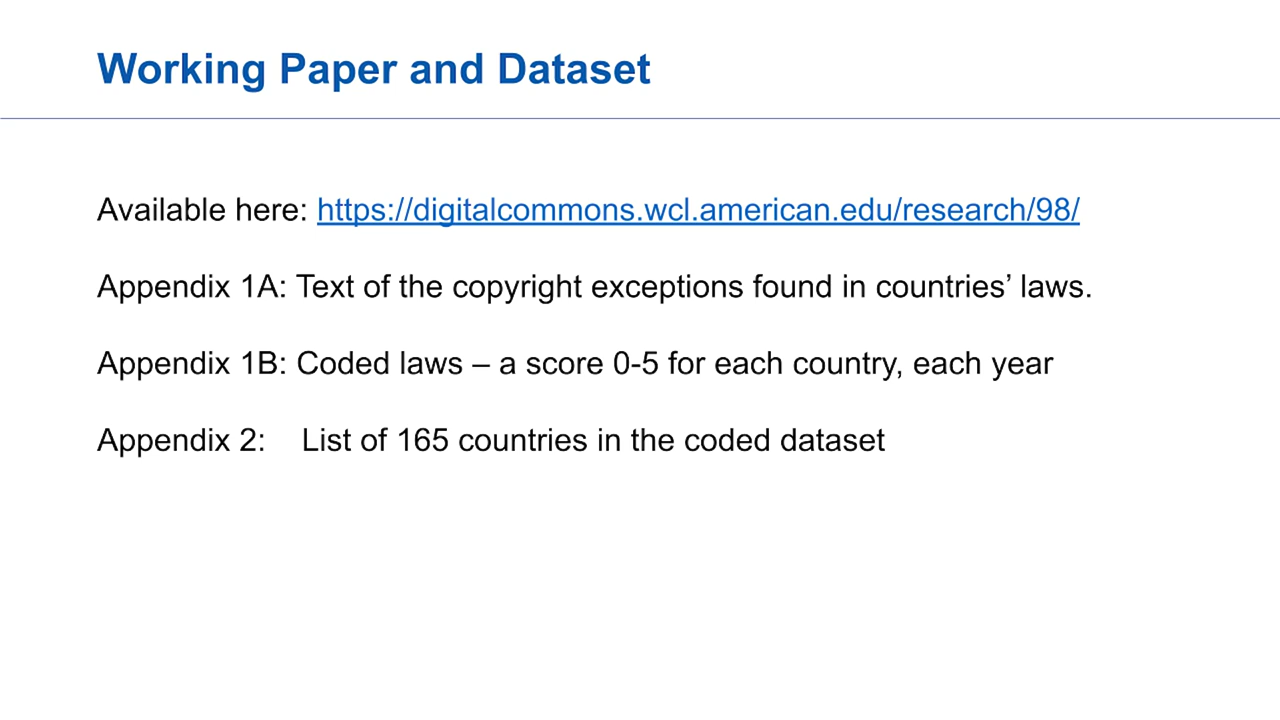 Working Paper and Dataset
Available here: https://digitalcommons.wcl.american.edu/research/98/
Appendix 1A: Text of the copyright exceptions found in countries’ laws.
Appendix 1B: Coded laws – a score 0-5 for each country, each year
Appendix 2: List of 165 countries in the coded dataset